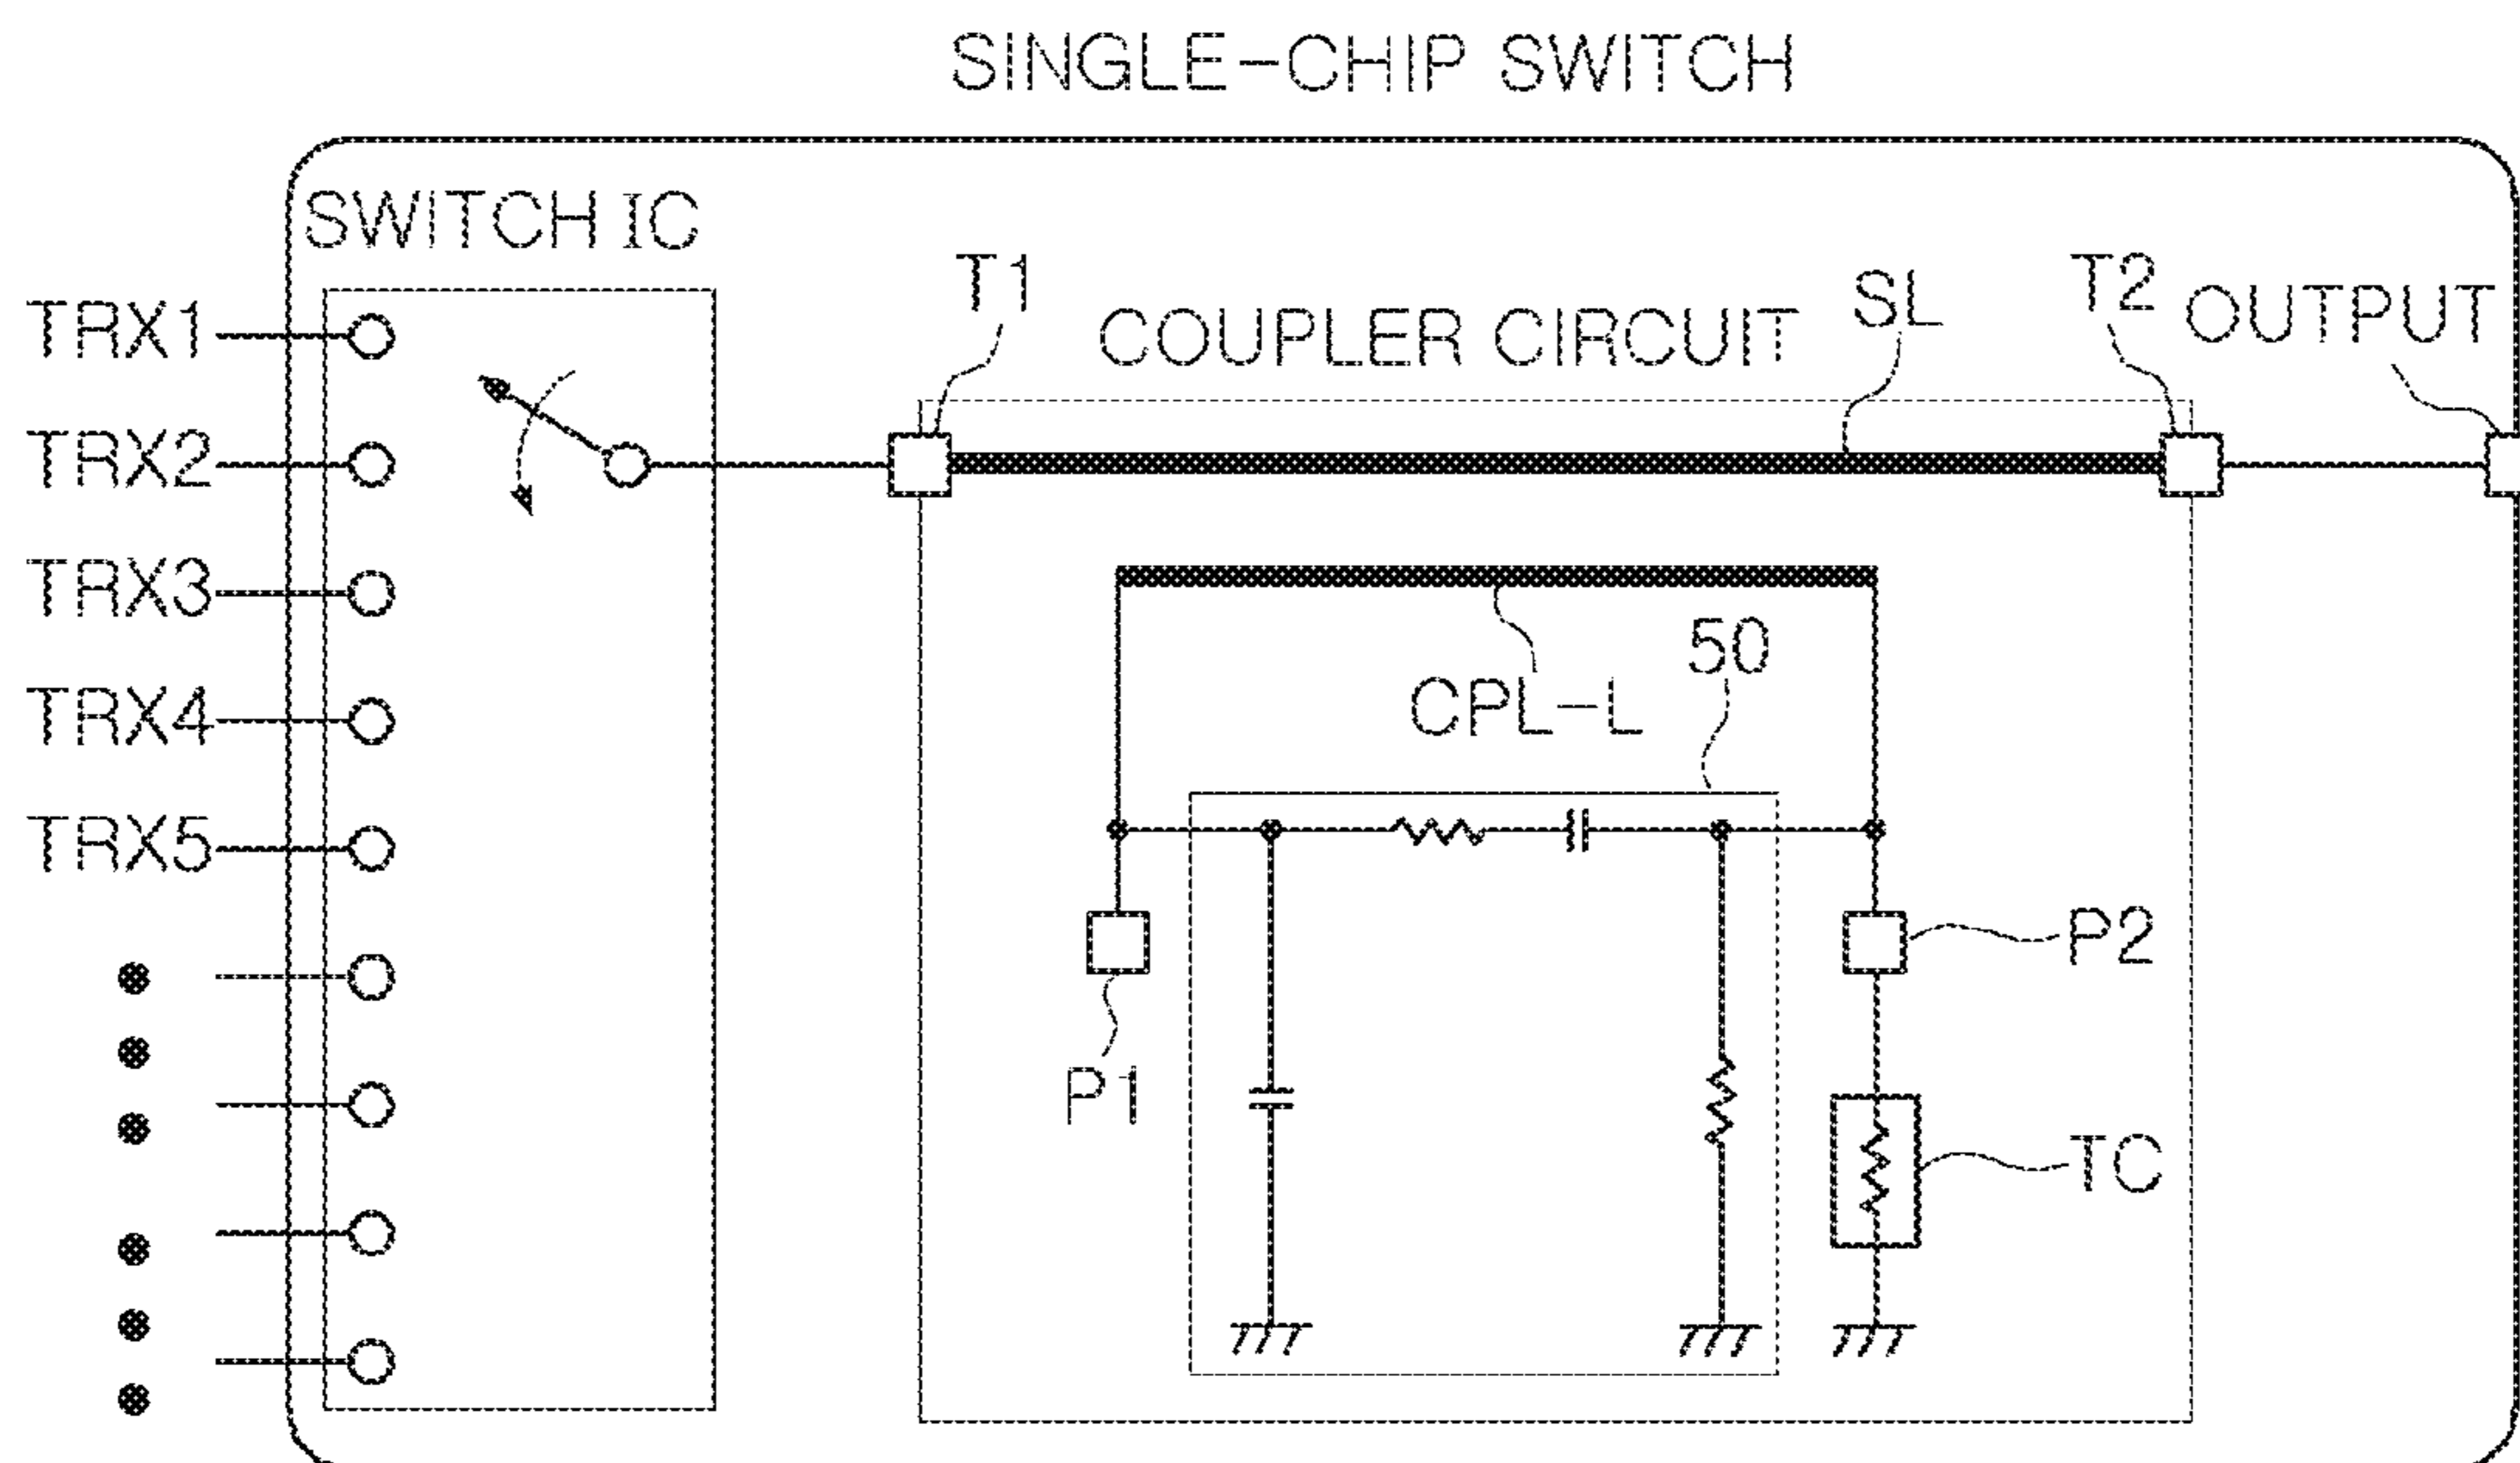 SINGLE-CHIP SWITCH
SWITCH IC
T1
COUPLER CIRCUIT
SL
T2
OUTPUT
TRX1
TRX2
TRX3
TRX4
TRX5
CPL-L
50
P1
P2
TC